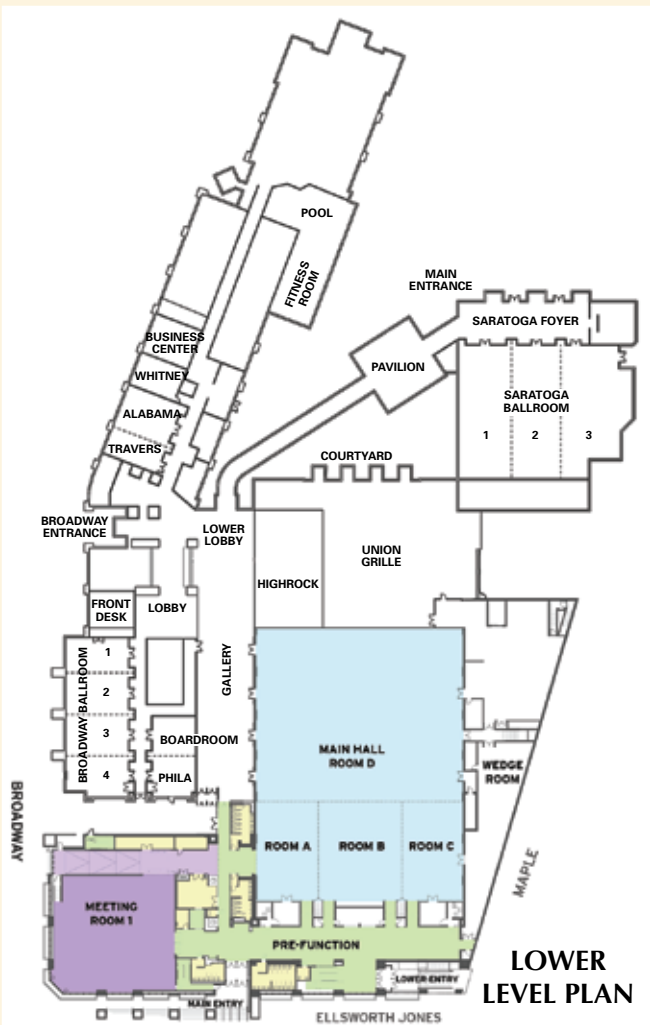 POOL
FITNESS
ROOM
MAIN
ENTRANCE
SARATOGA FOYER
BUSINESS
CENTER
PAVILION
WHITNEY
SARATOGA
BALLROOM
ALABAMA
1
2
3
TRAVERS
COURTYARD
BROADWAY
ENTRANCE
LOWER
LOBBY
UNION
GRILLE
HIGHROCK
FRONT
DESK
LOBBY
BROADWAY BALLROOM
1
2
3
4
GALLERY
BOARDROOM
PHILA
MAIN HALL
ROOM D
WEDGE
ROOM
BROADWAY
ROOM A
ROOM B
ROOM C
MAPLE
MEETING
ROOM 1
PRE-FUNCTION
LOWER ENTRY
MAIN ENTRY
ELLSWORTH JONES
LOWER
LEVEL PLAN